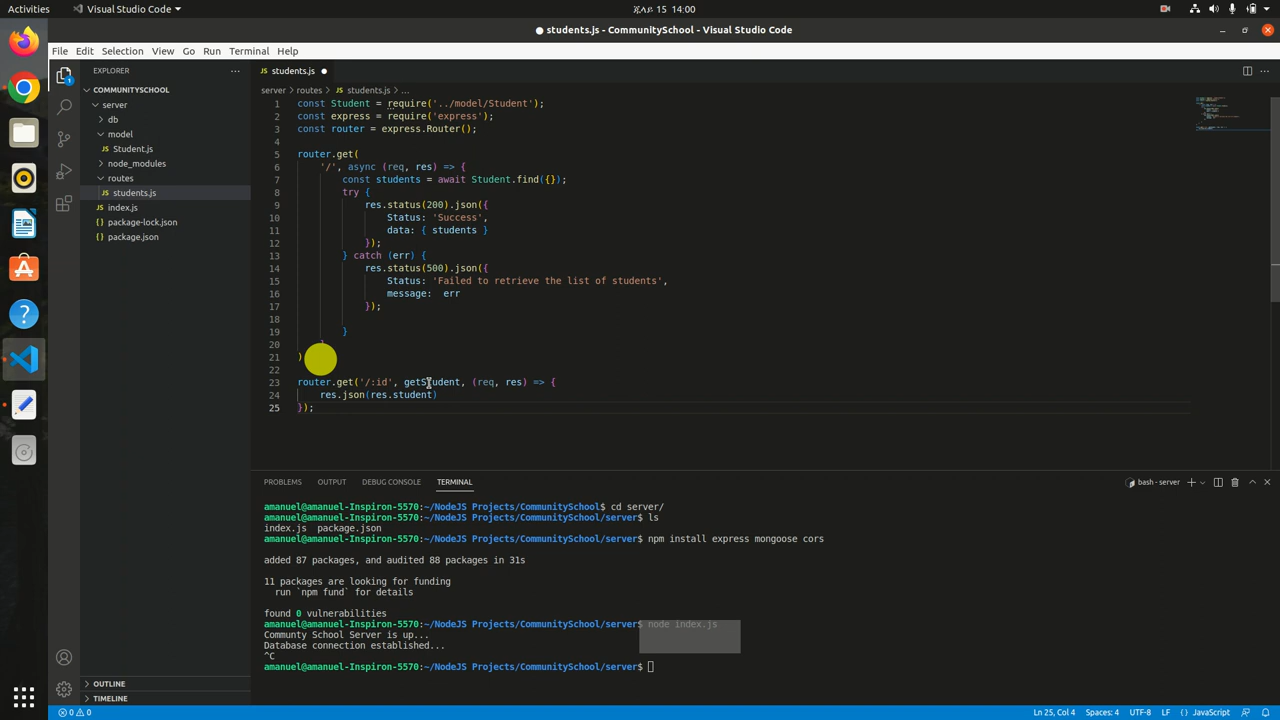 Activities
Visual Studio Code
ጁላይ 15 14:00
students.js - CommunitySchool - Visual Studio Code
File Edit Selection View Go Run Terminal Help
EXPLORER
COMMUNITYSCHOOL
server
db
model
Student.js
node_modules
routes
students.js
index.js
package-lock.json
package.json
OUTLINE
TIMELINE
1
JS students.js
server > routes > JS students.js > ...
1 const Student = require('../model/Student');
2 const express = require('express');
3 const router = express.Router();
4
5 router.get(
6 '/', async (req, res) => {
7 const students = await Student.find({});
8 try {
9 res.status(200).json({
10 Status: 'Success',
11 data: { students }
12 });
13 } catch (err) {
14 res.status(500).json({
15 Status: 'Failed to retrieve the list of students',
16 message: err
17 });
18
19 }
20 }
21 )
22
23 router.get('/:id', getStudent, (req, res) => {
24 res.json(res.student)
25 });
PROBLEMS OUTPUT DEBUG CONSOLE TERMINAL
bash - server
amanuel@amanuel-Inspiron-5570:~/NodeJS Projects/CommunitySchool$ cd server/
amanuel@amanuel-Inspiron-5570:~/NodeJS Projects/CommunitySchool/server$ ls
index.js package.json
amanuel@amanuel-Inspiron-5570:~/NodeJS Projects/CommunitySchool/server$ npm install express mongoose cors
added 87 packages, and audited 88 packages in 31s
11 packages are looking for funding
run `npm fund` for details
found 0 vulnerabilities
amanuel@amanuel-Inspiron-5570:~/NodeJS Projects/CommunitySchool/server$ node index.js
Communty School Server is up...
Database connection established...
^C
amanuel@amanuel-Inspiron-5570:~/NodeJS Projects/CommunitySchool/server$
0 0 Ln 25, Col 4 Spaces: 4 UTF-8 LF {} JavaScript